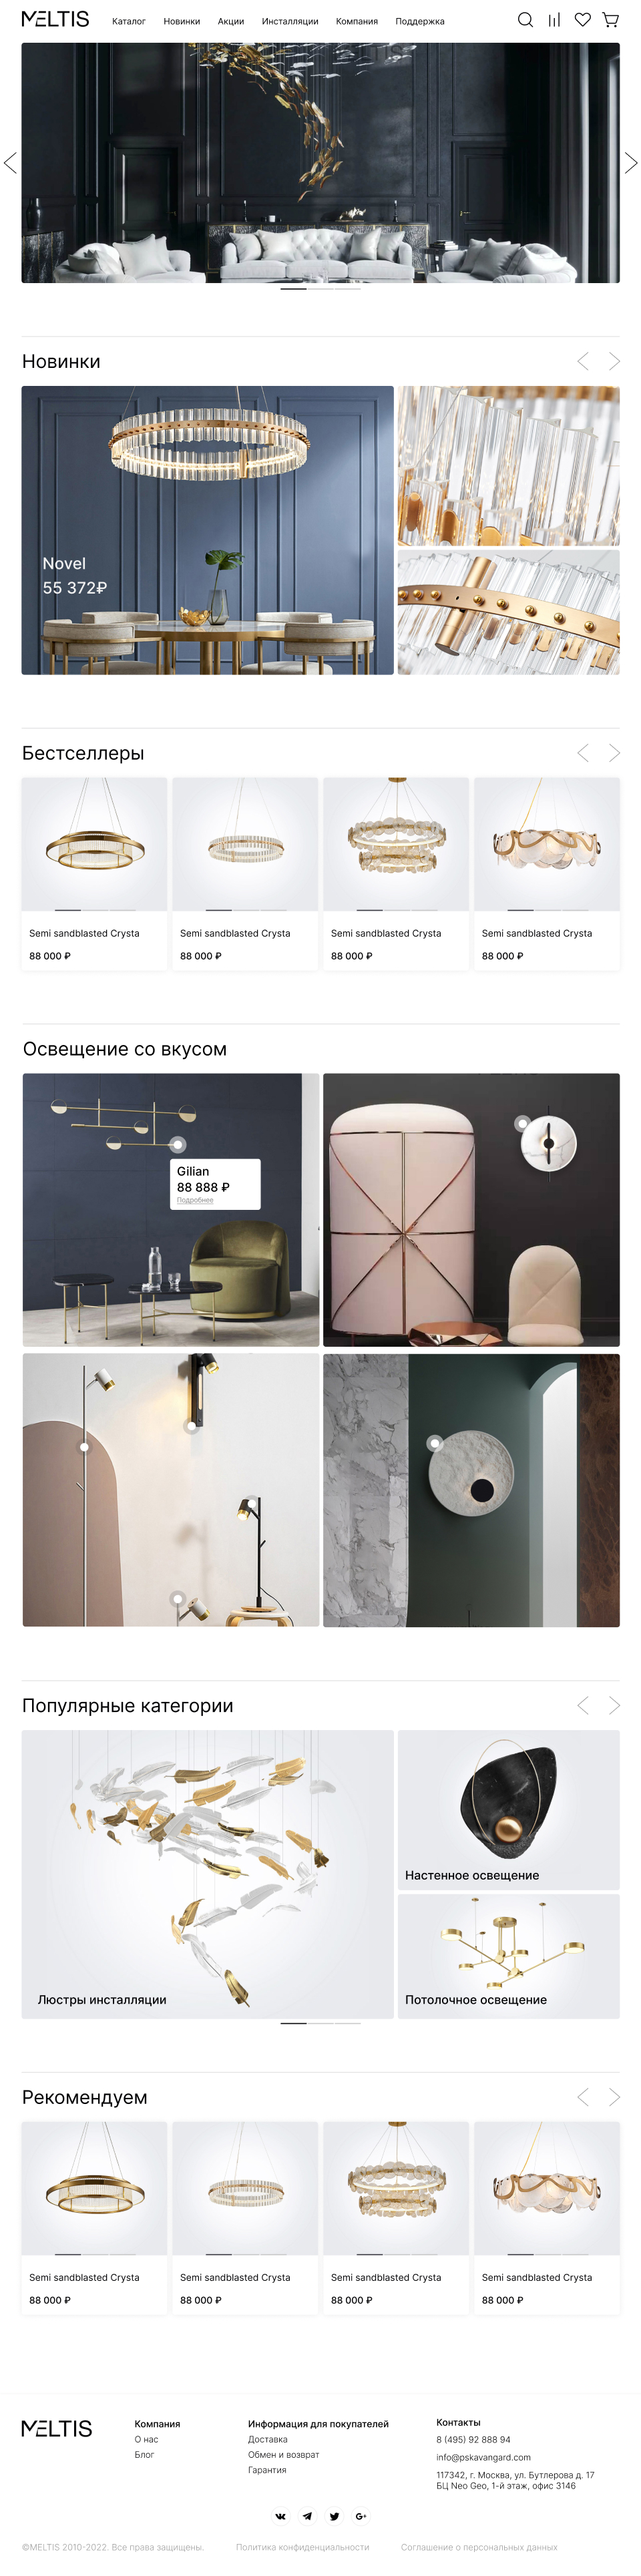 MELTIS
Каталог Новинки Акции Инсталляции Компания Поддержка
Новинки
Novel
55 372₽
Бестселлеры
Semi sandblasted Crysta
88 000 ₽
Semi sandblasted Crysta
88 000 ₽
Semi sandblasted Crysta
88 000 ₽
Semi sandblasted Crysta
88 000 ₽
Освещение со вкусом
Gilian
88 888 ₽
Подробнее
Популярные категории
Люстры инсталляции
Настенное освещение
Потолочное освещение
Рекомендуем
Semi sandblasted Crysta
88 000 ₽
Semi sandblasted Crysta
88 000 ₽
Semi sandblasted Crysta
88 000 ₽
Semi sandblasted Crysta
88 000 ₽
MELTIS
Компания
О нас
Блог
Информация для покупателей
Доставка
Обмен и возврат
Гарантия
Контакты
8 (495) 92 888 94
info@pskavangard.com
117342, г. Москва, ул. Бутлерова д. 17
БЦ Neo Geo, 1-й этаж, офис 3146
©MELTIS 2010-2022. Все права защищены. Политика конфиденциальности Соглашение о персональных данных